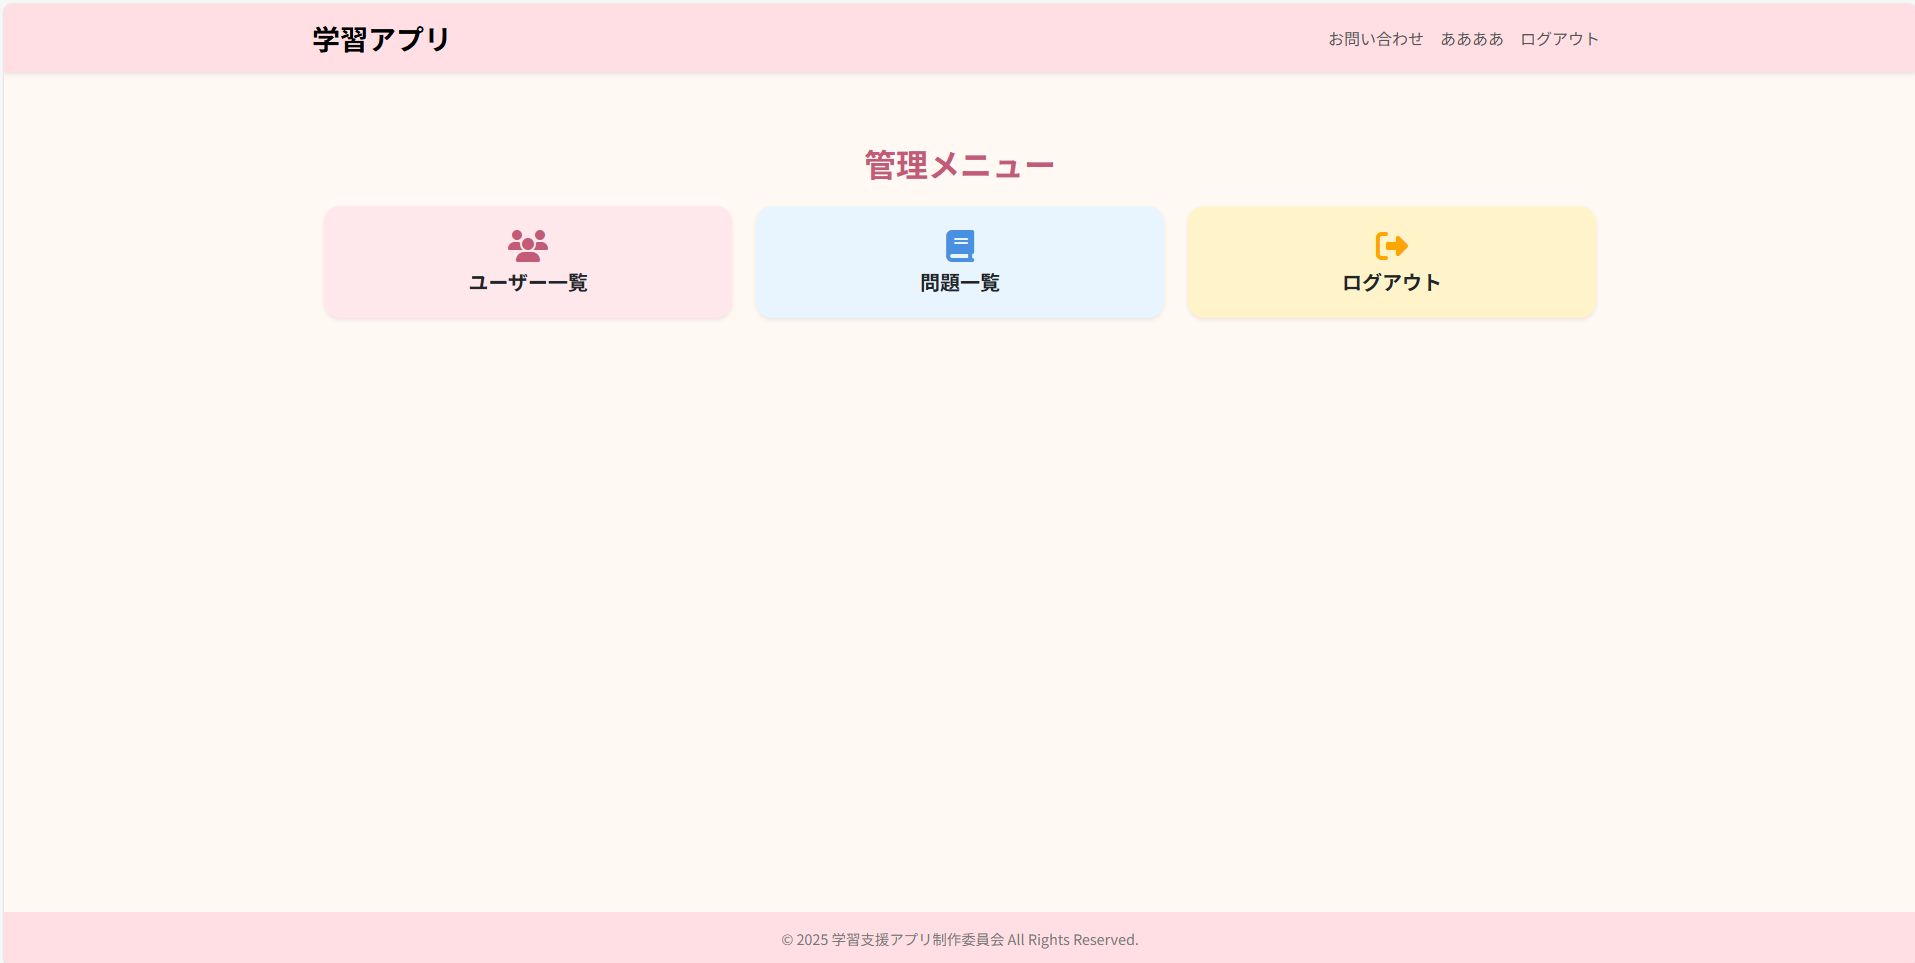 学習アプリ
お問い合わせ ああああ ログアウト
管理メニュー
ユーザー一覧
問題一覧
ログアウト
© 2025 学習支援アプリ制作委員会 All Rights Reserved.